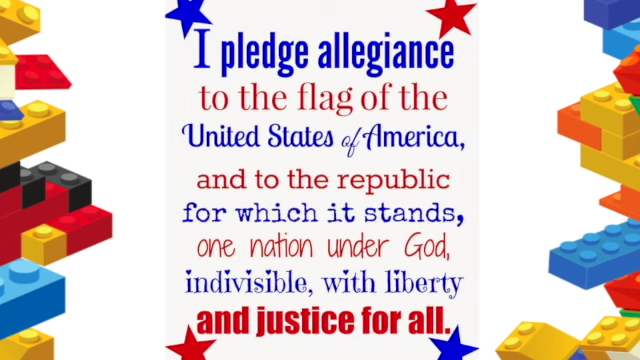 I pledge allegiance
to the flag of the
United States of America,
and to the republic
for which it stands,
one nation under God,
indivisible, with liberty
and justice for all.